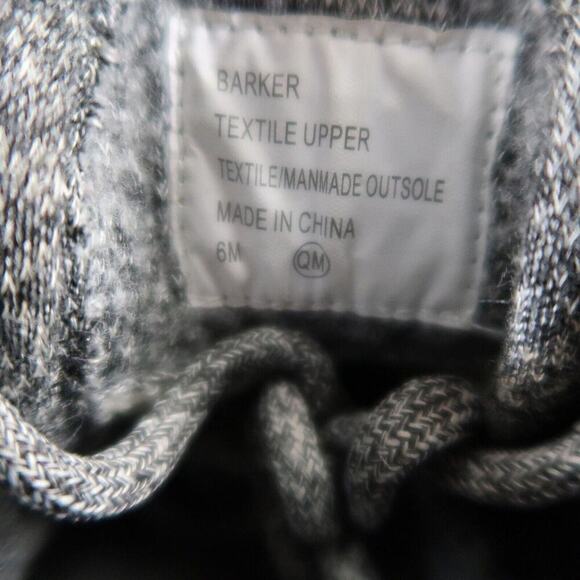 BARKER
TEXTILE UPPER
TEXTILE/MANMADE OUTSOLE
MADE IN CHINA
6M QM